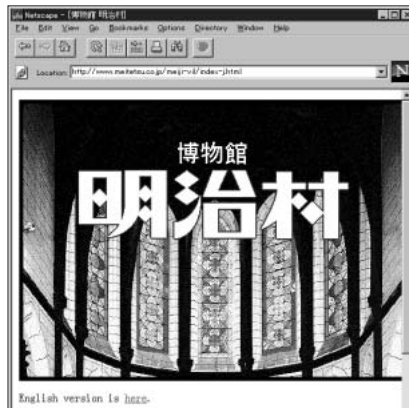 Netscape - [博物館 明治村]
File Edit View Go Bookmarks Options Directory Window Help
Location: http://www.meitetsu.co.jp/meiji-vil/index-j.html
N
博物館
明治村
English version is here.